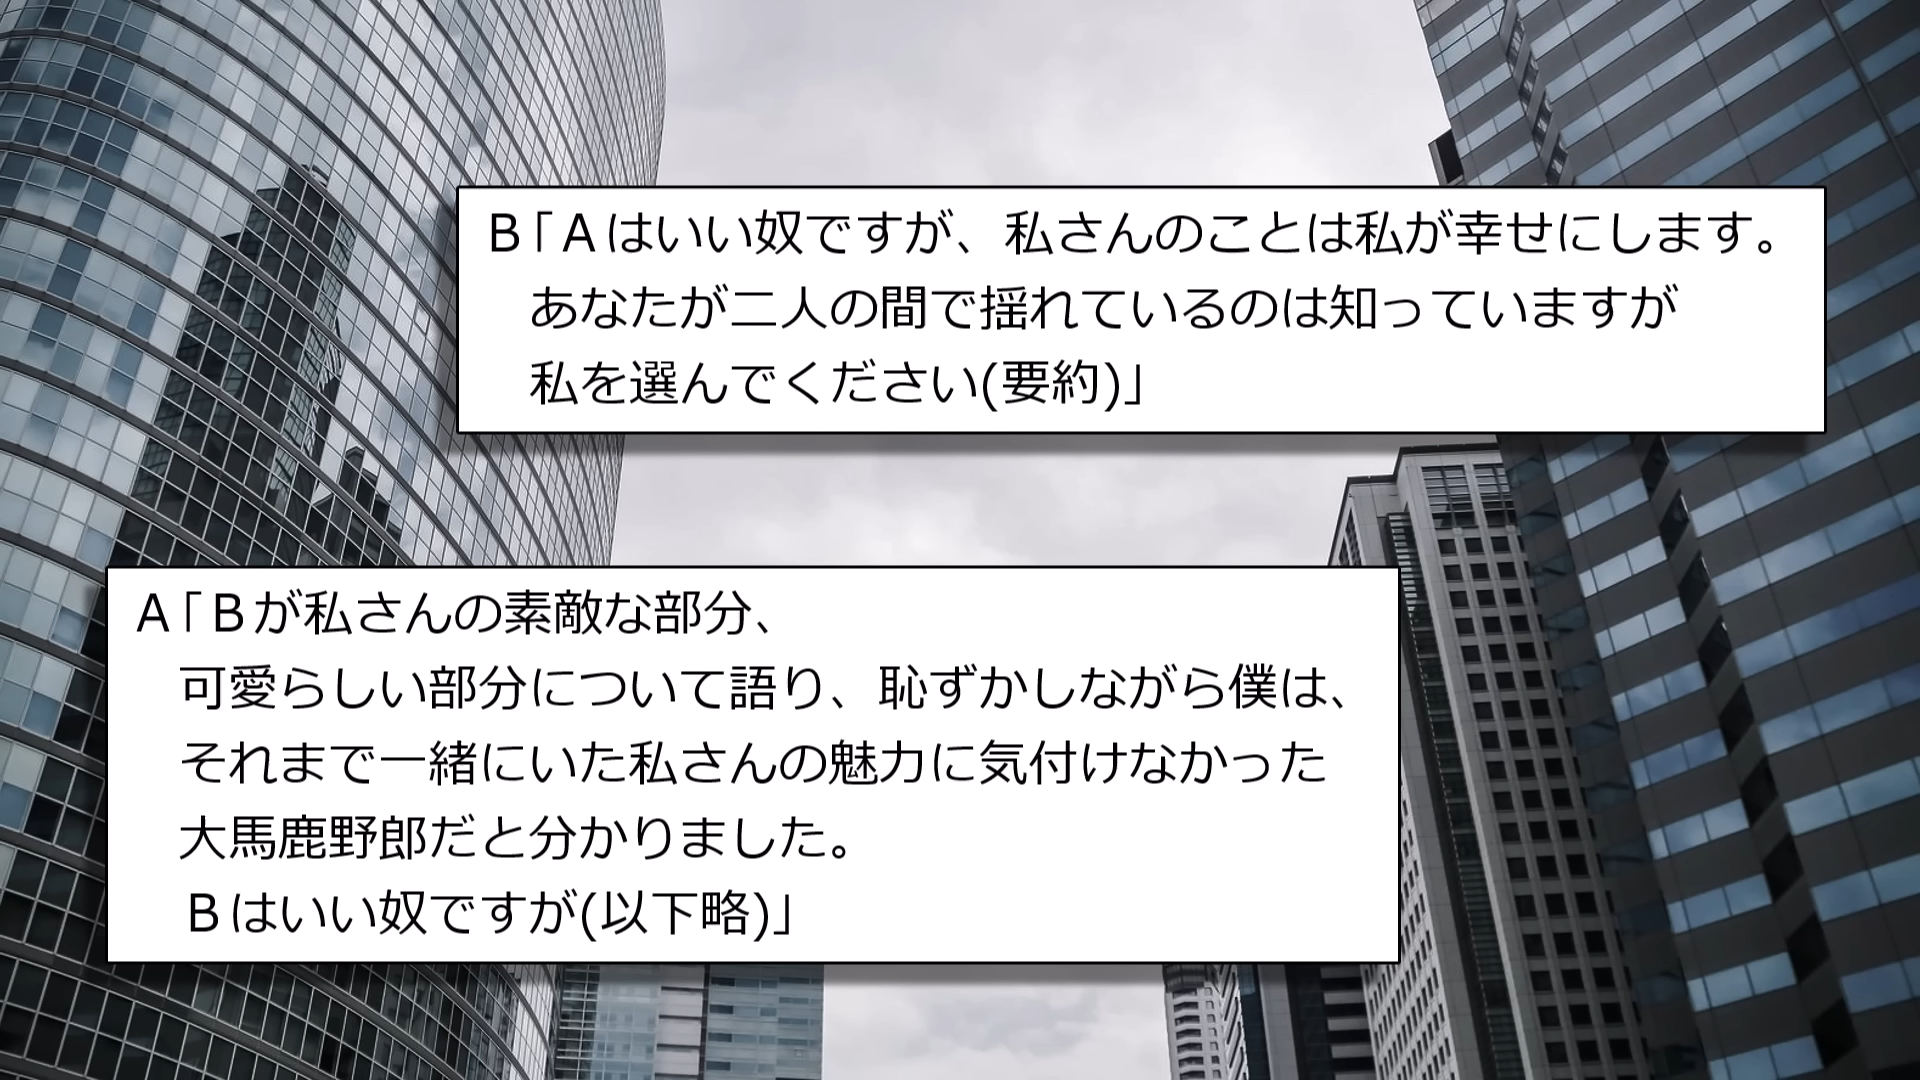 B「Aはいい奴ですが、私さんのことは私が幸せにします。
あなたが二人の間で揺れているのは知っていますが
私を選んでください(要約)」
A「Bが私さんの素敵な部分、
可愛らしい部分について語り、恥ずかしながら僕は、
それまで一緒にいた私さんの魅力に気付けなかった
大馬鹿野郎だと分かりました。
Bはいい奴ですが(以下略)」